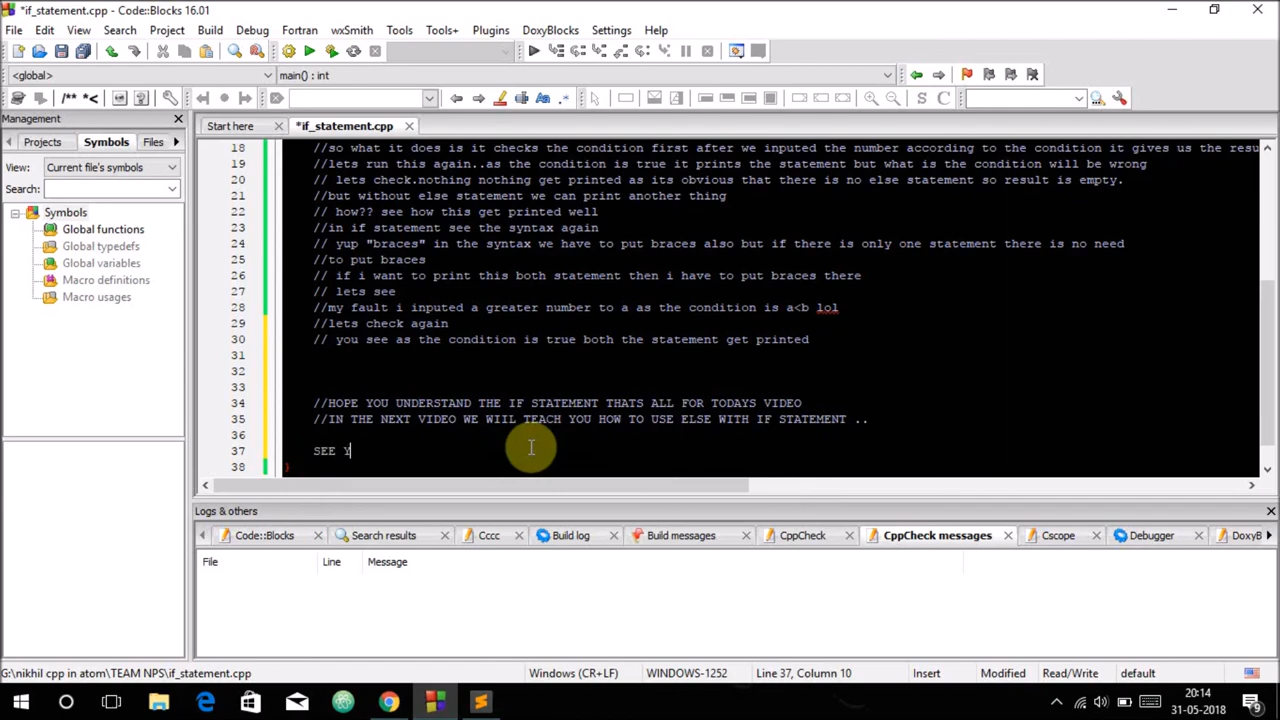 *if_statement.cpp - Code::Blocks 16.01
File Edit View Search Project Build Debug Fortran wxSmith Tools Tools+ Plugins DoxyBlocks Settings Help
<global> main() : int
/** *< .* S C
Management
Start here *if_statement.cpp
Projects Symbols Files
View: Current file's symbols
Search:
Symbols
Global functions
Global typedefs
Global variables
Macro definitions
Macro usages
18 //so what it does is it checks the condition first after we inputed the number according to the condition it gives us the resu
19 //lets run this again..as the condition is true it prints the statement but what is the condition will be wrong
20 // lets check.nothing nothing get printed as its obvious that there is no else statement so result is empty.
21 //but without else statement we can print another thing
22 // how?? see how this get printed well
23 //in if statement see the syntax again
24 // yup "braces" in the syntax we have to put braces also but if there is only one statement there is no need
25 //to put braces
26 // if i want to print this both statement then i have to put braces there
27 // lets see
28 //my fault i inputed a greater number to a as the condition is a<b lol
29 //lets check again
30 // you see as the condition is true both the statement get printed
31
32
33
34 //HOPE YOU UNDERSTAND THE IF STATEMENT THATS ALL FOR TODAYS VIDEO
35 //IN THE NEXT VIDEO WE WIIL TEACH YOU HOW TO USE ELSE WITH IF STATEMENT ..
36
37 SEE Y
38 }
Logs & others
Code::Blocks Search results Cccc Build log Build messages CppCheck CppCheck messages Cscope Debugger DoxyB
File Line Message
G:\nikhil cpp in atom\TEAM NPS\if_statement.cpp Windows (CR+LF) WINDOWS-1252 Line 37, Column 10 Insert Modified Read/Write default
20:14
31-05-2018
9